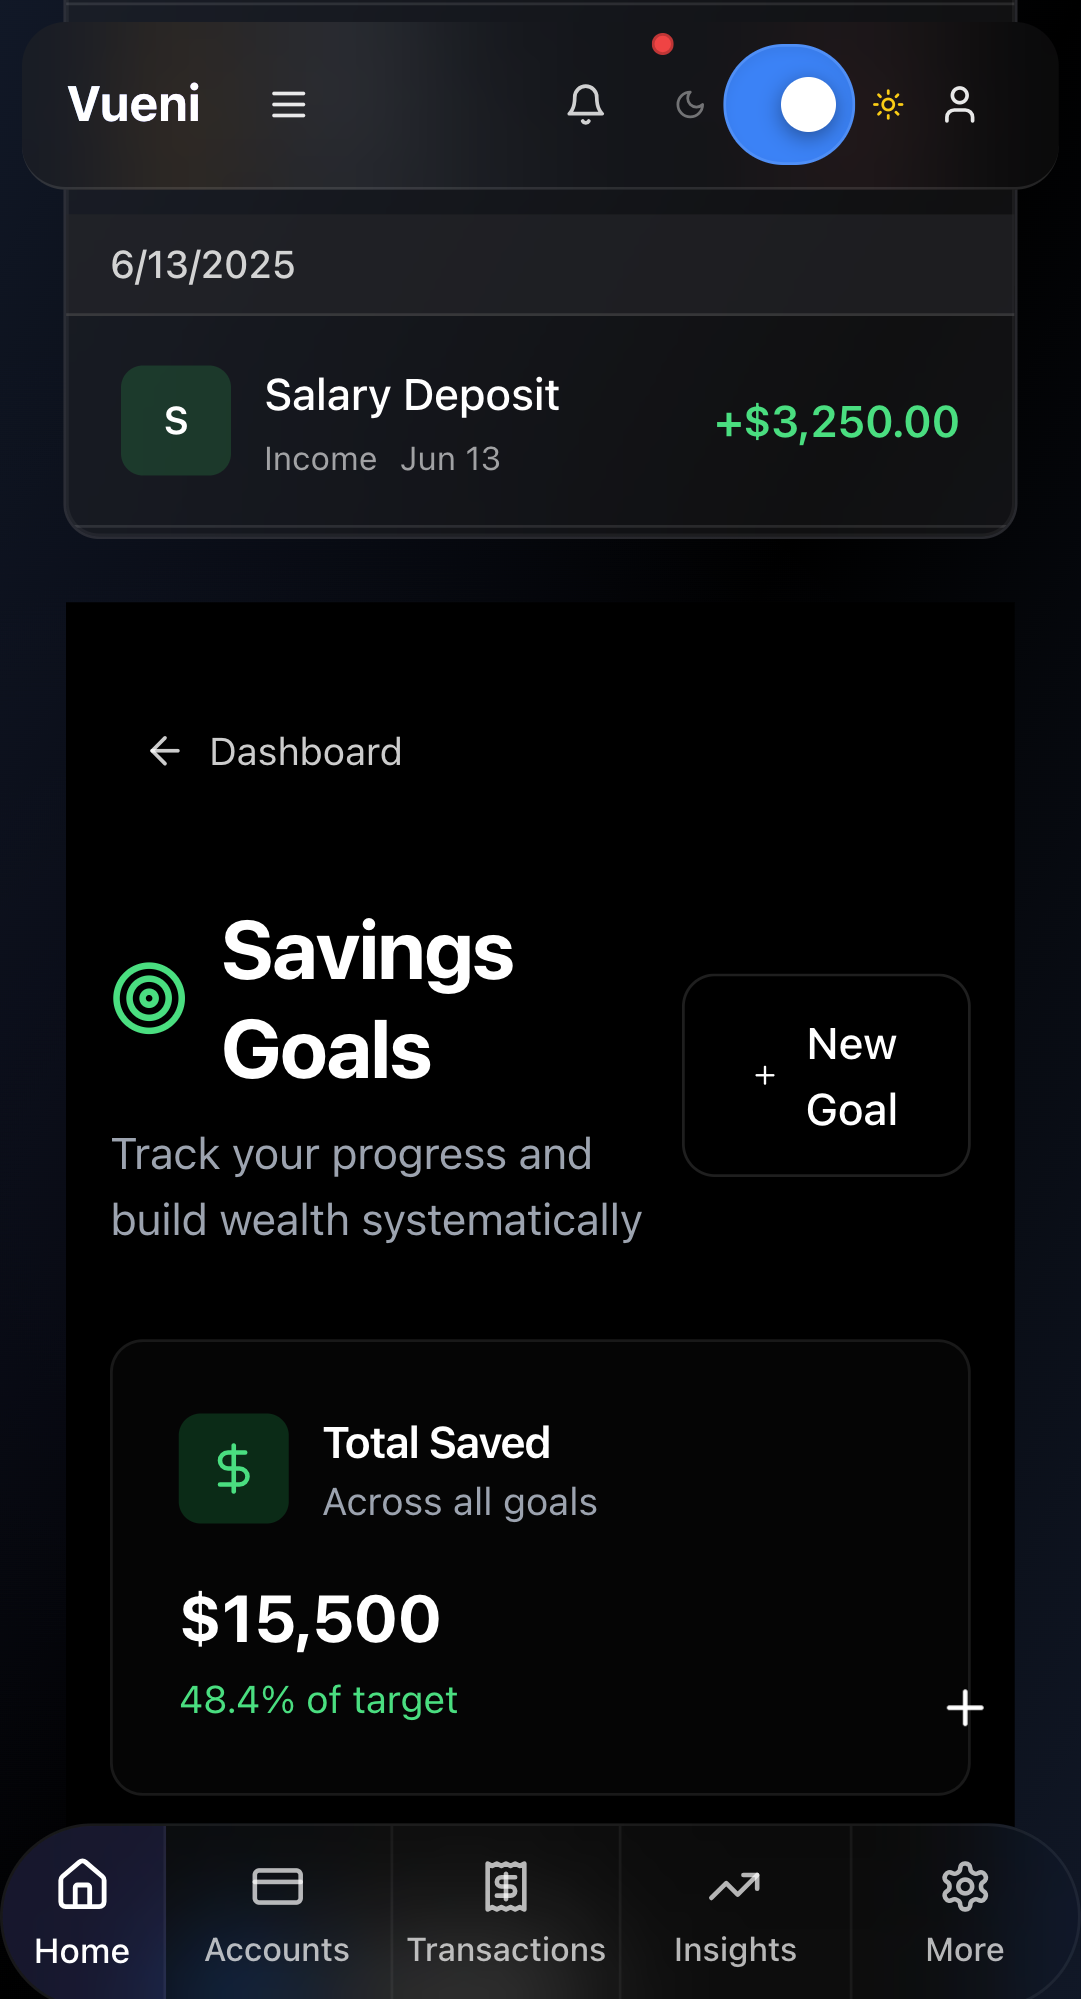 Vueni
6/13/2025
S
Salary Deposit
+$3,250.00
Income Jun 13
Dashboard
Savings
Goals
New
Goal
Track your progress and
build wealth systematically
Total Saved
Across all goals
$15,500
48.4% of target
Home
Accounts
Transactions
Insights
More